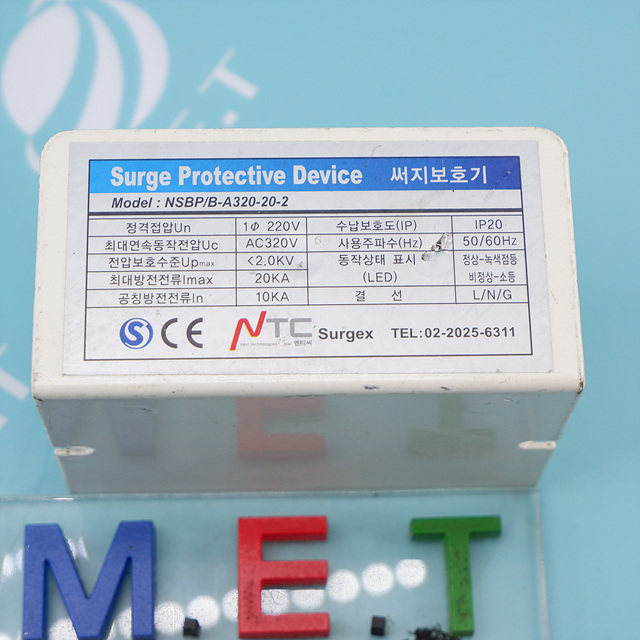 Surge Protective Device 써지보호기
Model : NSBP/B-A320-20-2
정격접압Un 1Φ 220V 수납보호도(IP) IP20
최대연속동작전압Uc AC320V 사용주파수(Hz) 50/60Hz
전압보호수준Upmax <2.0KV 동작상태 표시 정상-녹색점등
최대방전전류Imax 20KA (LED) 비정상-소등
공칭방전전류In 10KA 결 선 L/N/G
S CE NTC 엔티씨 Surgex TEL:02-2025-6311
M.E.T